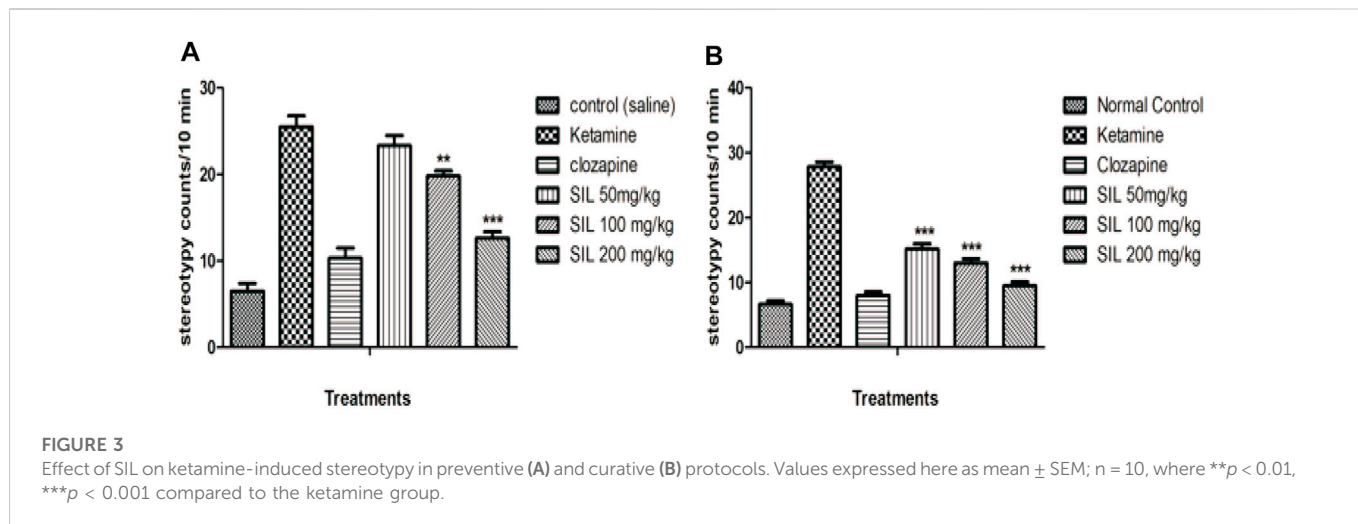 A
stereotypy counts/10 min
30
20
10
0
**
***
Treatments
control (saline)
Ketamine
clozapine
SIL 50mg/kg
SIL 100 mg/kg
SIL 200 mg/kg
B
stereotypy counts/10 min
40
30
20
10
0
***
***
***
Treatments
Normal Control
Ketamine
Clozapine
SIL 50mg/kg
SIL 100 mg/kg
SIL 200 mg/kg
FIGURE 3
Effect of SIL on ketamine-induced stereotypy in preventive (A) and curative (B) protocols. Values expressed here as mean ± SEM; n = 10, where **p < 0.01,
***p < 0.001 compared to the ketamine group.